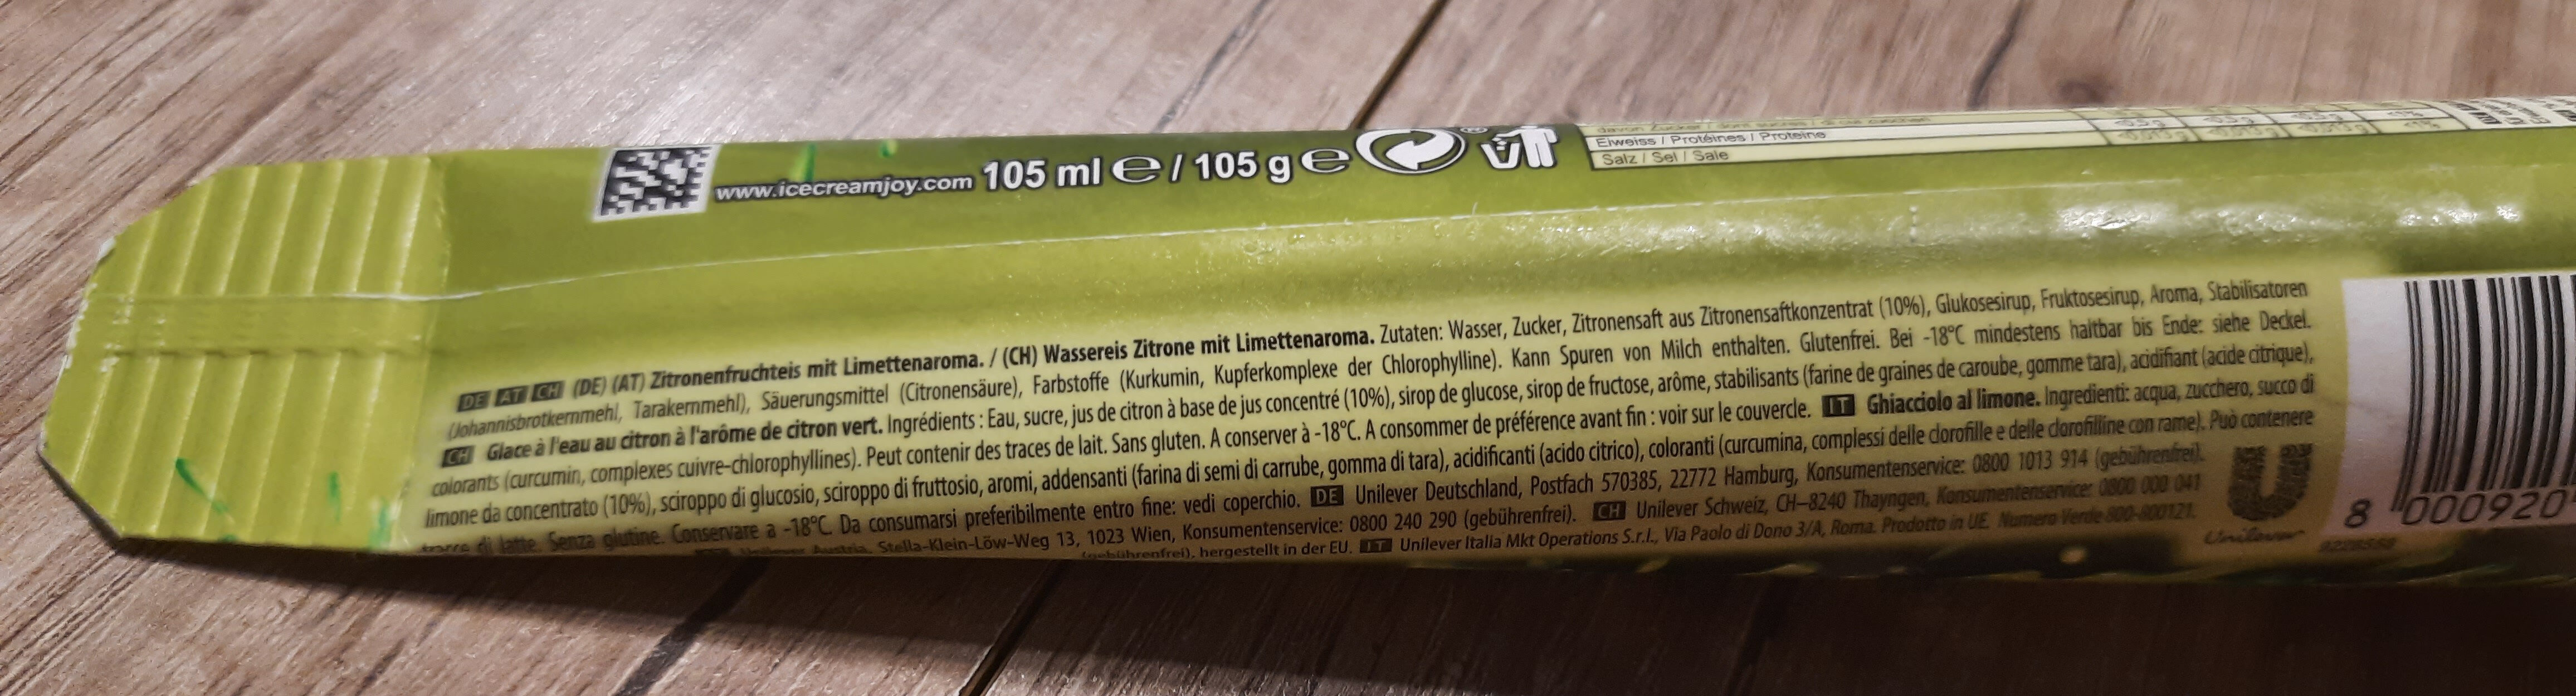 www.icecreamjoy.com 105 ml ℮ / 105 g ℮
Eiweiss / Protéines / Proteine
Salz / Sel / Sale
DE AT CH (DE) (AT) Zitronenfruchteis mit Limettenaroma. / (CH) Wassereis Zitrone mit Limettenaroma. Zutaten: Wasser, Zucker, Zitronensaft aus Zitronensaftkonzentrat (10%), Glukosesirup, Fruktosesirup, Aroma, Stabilisatoren
(Johannisbrotkernmehl, Tarakernmehl), Säuerungsmittel (Citronensäure), Farbstoffe (Kurkumin, Kupferkomplexe der Chlorophylline). Kann Spuren von Milch enthalten. Glutenfrei. Bei -18°C mindestens haltbar bis Ende: siehe Deckel.
CH Glace à l'eau au citron à l'arôme de citron vert. Ingrédients : Eau, sucre, jus de citron à base de jus concentré (10%), sirop de glucose, sirop de fructose, arôme, stabilisants (farine de graines de caroube, gomme tara), acidifiant (acide citrique),
colorants (curcumin, complexes cuivre-chlorophyllines). Peut contenir des traces de lait. Sans gluten. A conserver à -18°C. A consommer de préférence avant fin : voir sur le couvercle. IT Ghiacciolo al limone. Ingredienti: acqua, zucchero, succo di
limone da concentrato (10%), sciroppo di glucosio, sciroppo di fruttosio, aromi, addensanti (farina di semi di carrube, gomma di tara), acidificanti (acido citrico), coloranti (curcumina, complessi delle clorofille e delle clorofilline con rame). Può contenere
tracce di latte. Senza glutine. Conservare a -18°C. Da consumarsi preferibilmente entro fine: vedi coperchio. DE Unilever Deutschland, Postfach 570385, 22772 Hamburg, Konsumentenservice: 0800 1013 914 (gebührenfrei).
Unilever Austria, Stella-Klein-Löw-Weg 13, 1023 Wien, Konsumentenservice: 0800 240 290 (gebührenfrei). CH Unilever Schweiz, CH-8240 Thayngen, Konsumentenservice: 0800 000 041
(gebührenfrei), hergestellt in der EU. IT Unilever Italia Mkt Operations S.r.l., Via Paolo di Dono 3/A, Roma. Prodotto in UE. Numero Verde 800-800121.
Unilever
8 000920